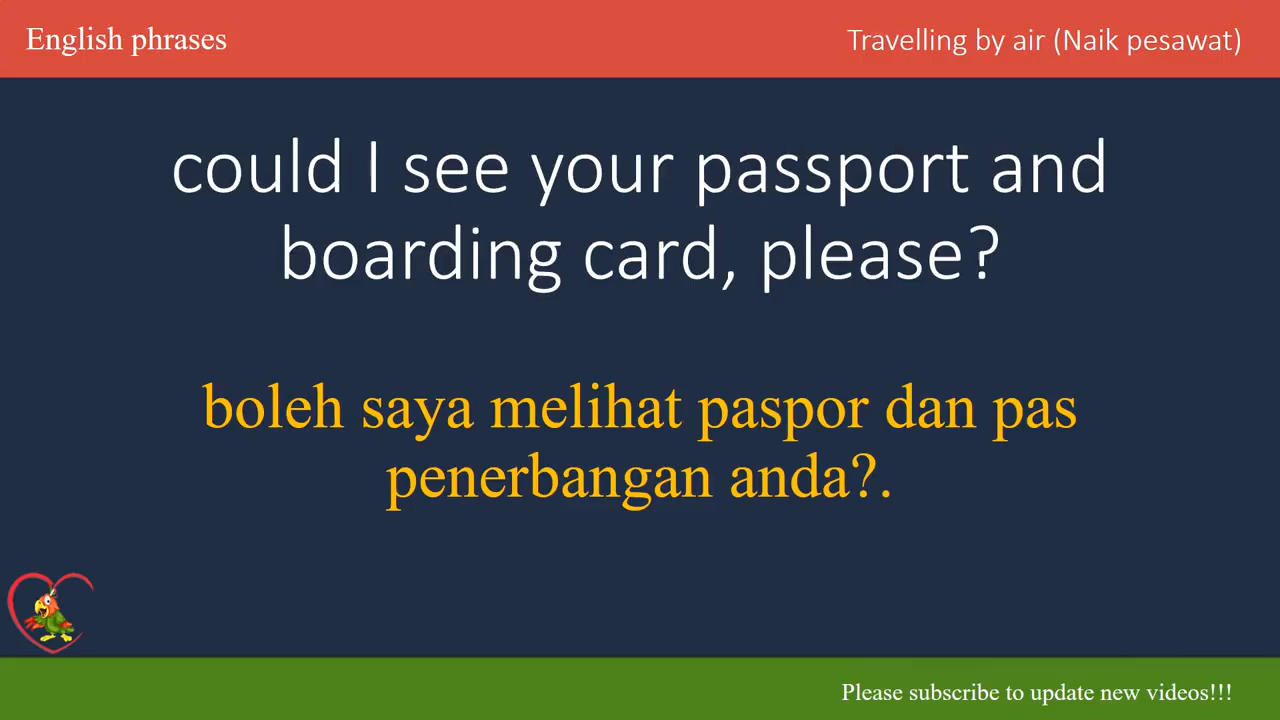 English phrases
Travelling by air (Naik pesawat)
could I see your passport and
boarding card, please?
boleh saya melihat paspor dan pas
penerbangan anda?.
Please subscribe to update new videos!!!